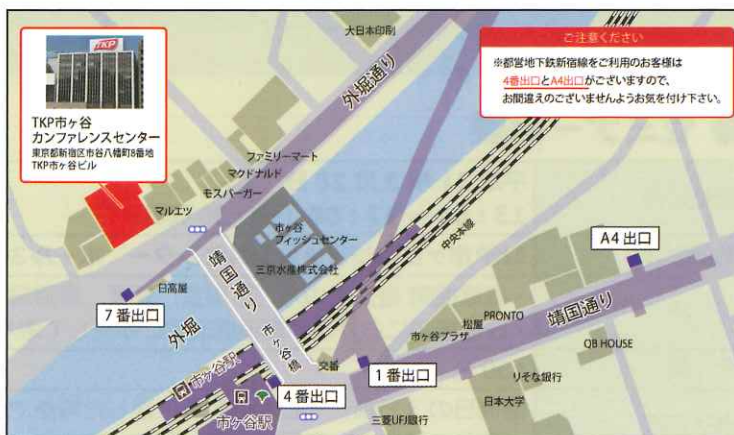 TKP
TKP市ヶ谷
カンファレンスセンター
東京都新宿区市谷八幡町8番地
TKP市ヶ谷ビル
ご注意ください
※都営地下鉄新宿線をご利用のお客様は
4番出口とA4出口がございますので、
お間違えのございませんようお気を付け下さい。
大日本印刷
外堀通り
ファミリーマート
マクドナルド
モスバーガー
マルエツ
市ヶ谷
フィッシュセンター
三京水産株式会社
中央本線
A4出口
靖国通り
日高屋
7番出口
外堀
市ヶ谷橋
靖国通り
PRONTO
松屋
市ヶ谷プラザ
QB HOUSE
市ヶ谷駅
交番
1番出口
りそな銀行
市ヶ谷駅
4番出口
日本大学
三菱UFJ銀行